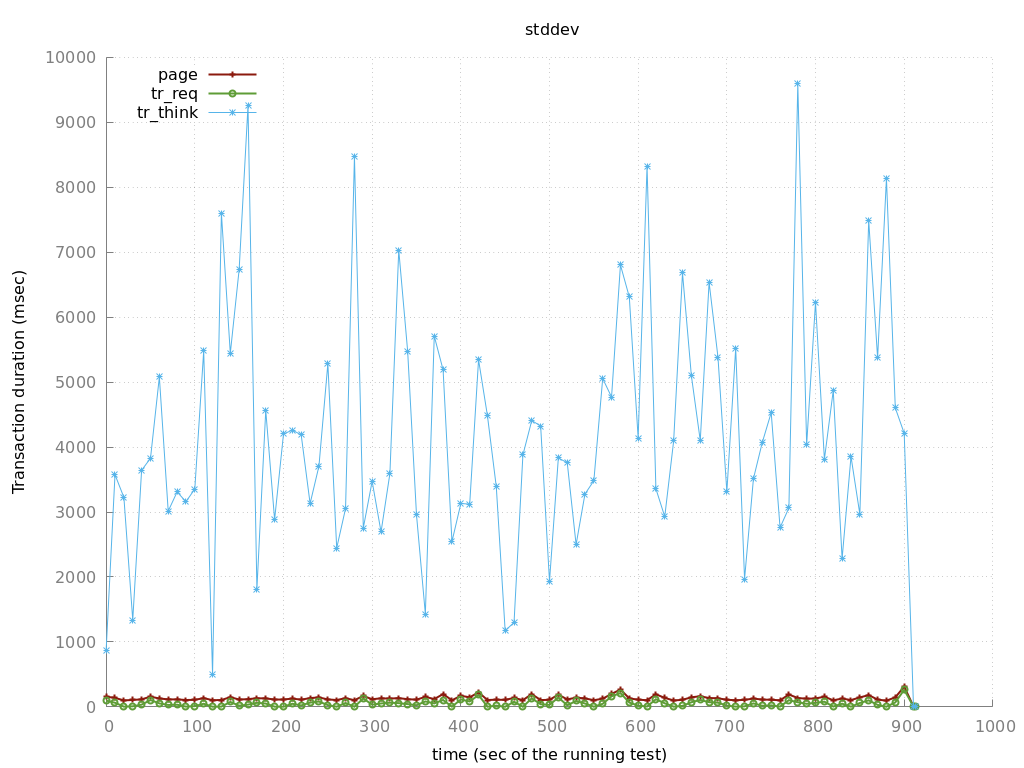 stddev
10000
9000
8000
7000
6000
5000
4000
3000
2000
1000
0
page
tr_req
tr_think
Transaction duration (msec)
0 100 200 300 400 500 600 700 800 900 1000
time (sec of the running test)